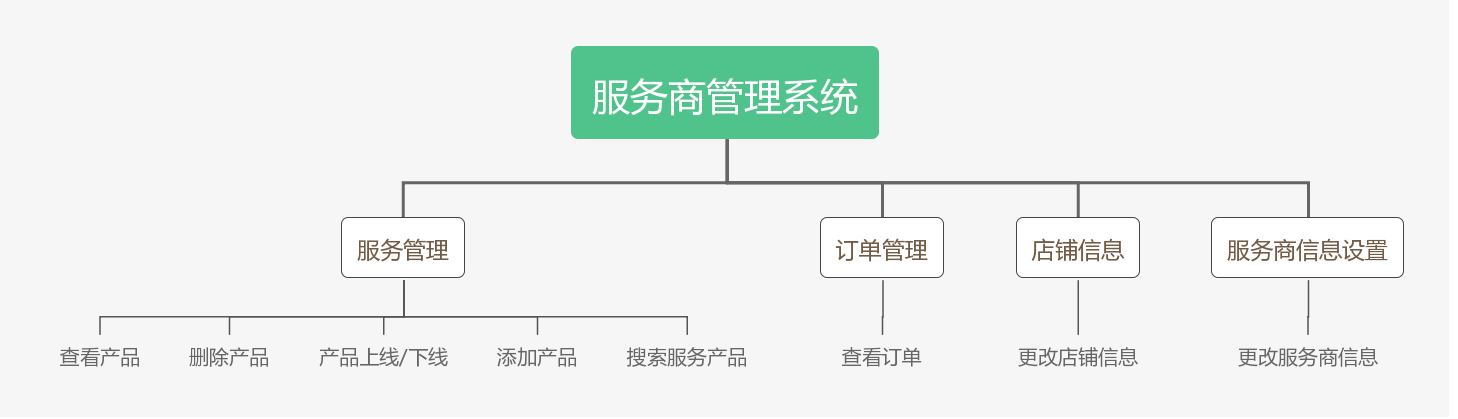 服务商管理系统
服务管理
订单管理
店铺信息
服务商信息设置
查看产品
删除产品
产品上线/下线
添加产品
搜索服务产品
查看订单
更改店铺信息
更改服务商信息